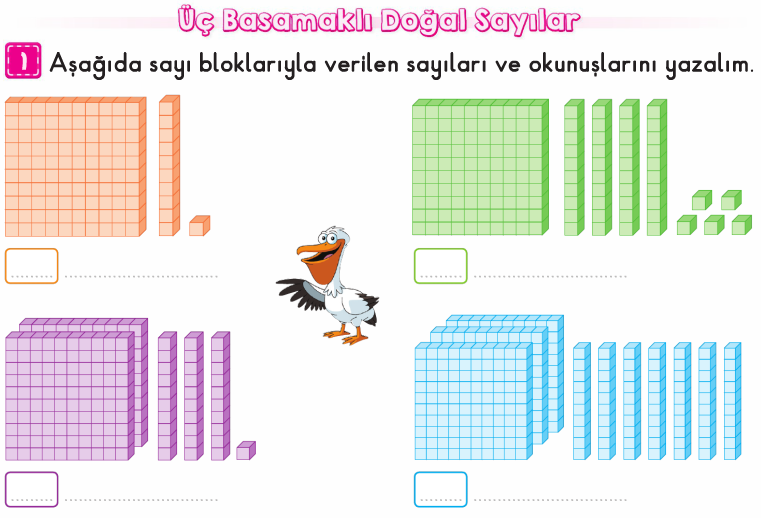 Üç Basamaklı Doğal Sayılar
1 Aşağıda sayı bloklarıyla verilen sayıları ve okunuşlarını yazalım.